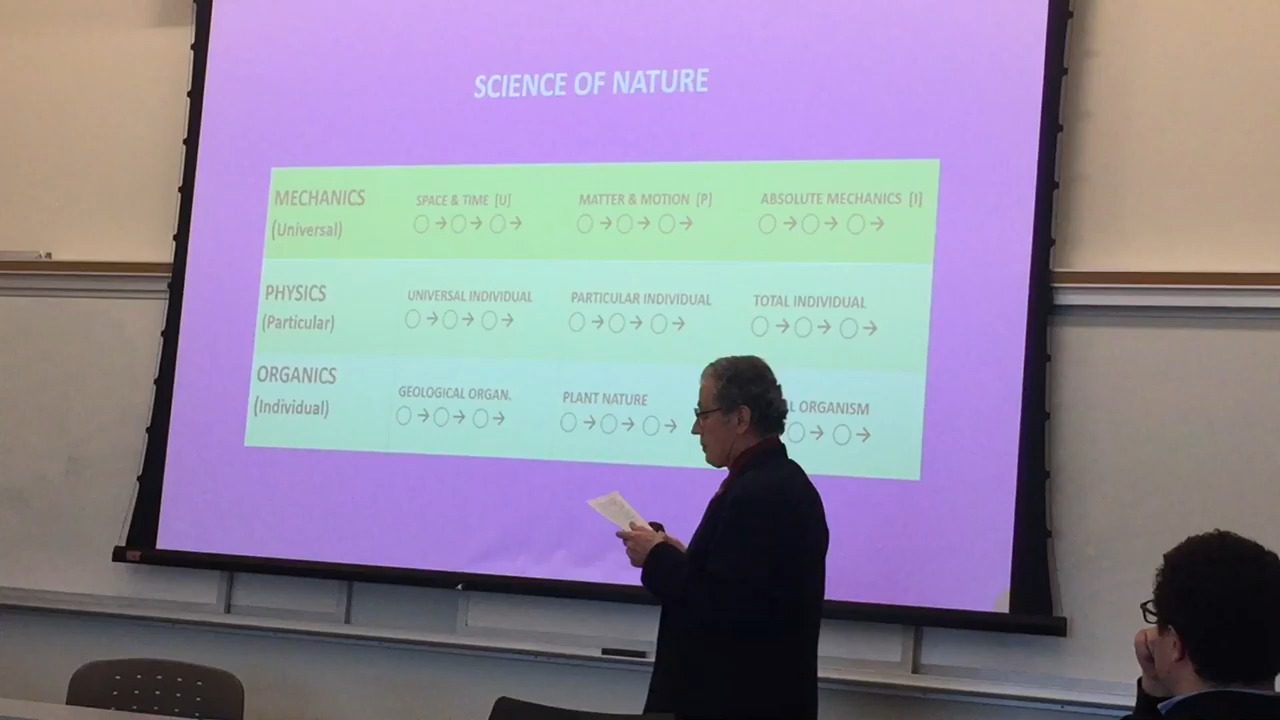 SCIENCE OF NATURE
MECHANICS
(Universal)
SPACE & TIME [U]
MATTER & MOTION [P]
ABSOLUTE MECHANICS [I]
PHYSICS
(Particular)
UNIVERSAL INDIVIDUAL
PARTICULAR INDIVIDUAL
TOTAL INDIVIDUAL
ORGANICS
(Individual)
GEOLOGICAL ORGAN.
PLANT NATURE
L ORGANISM